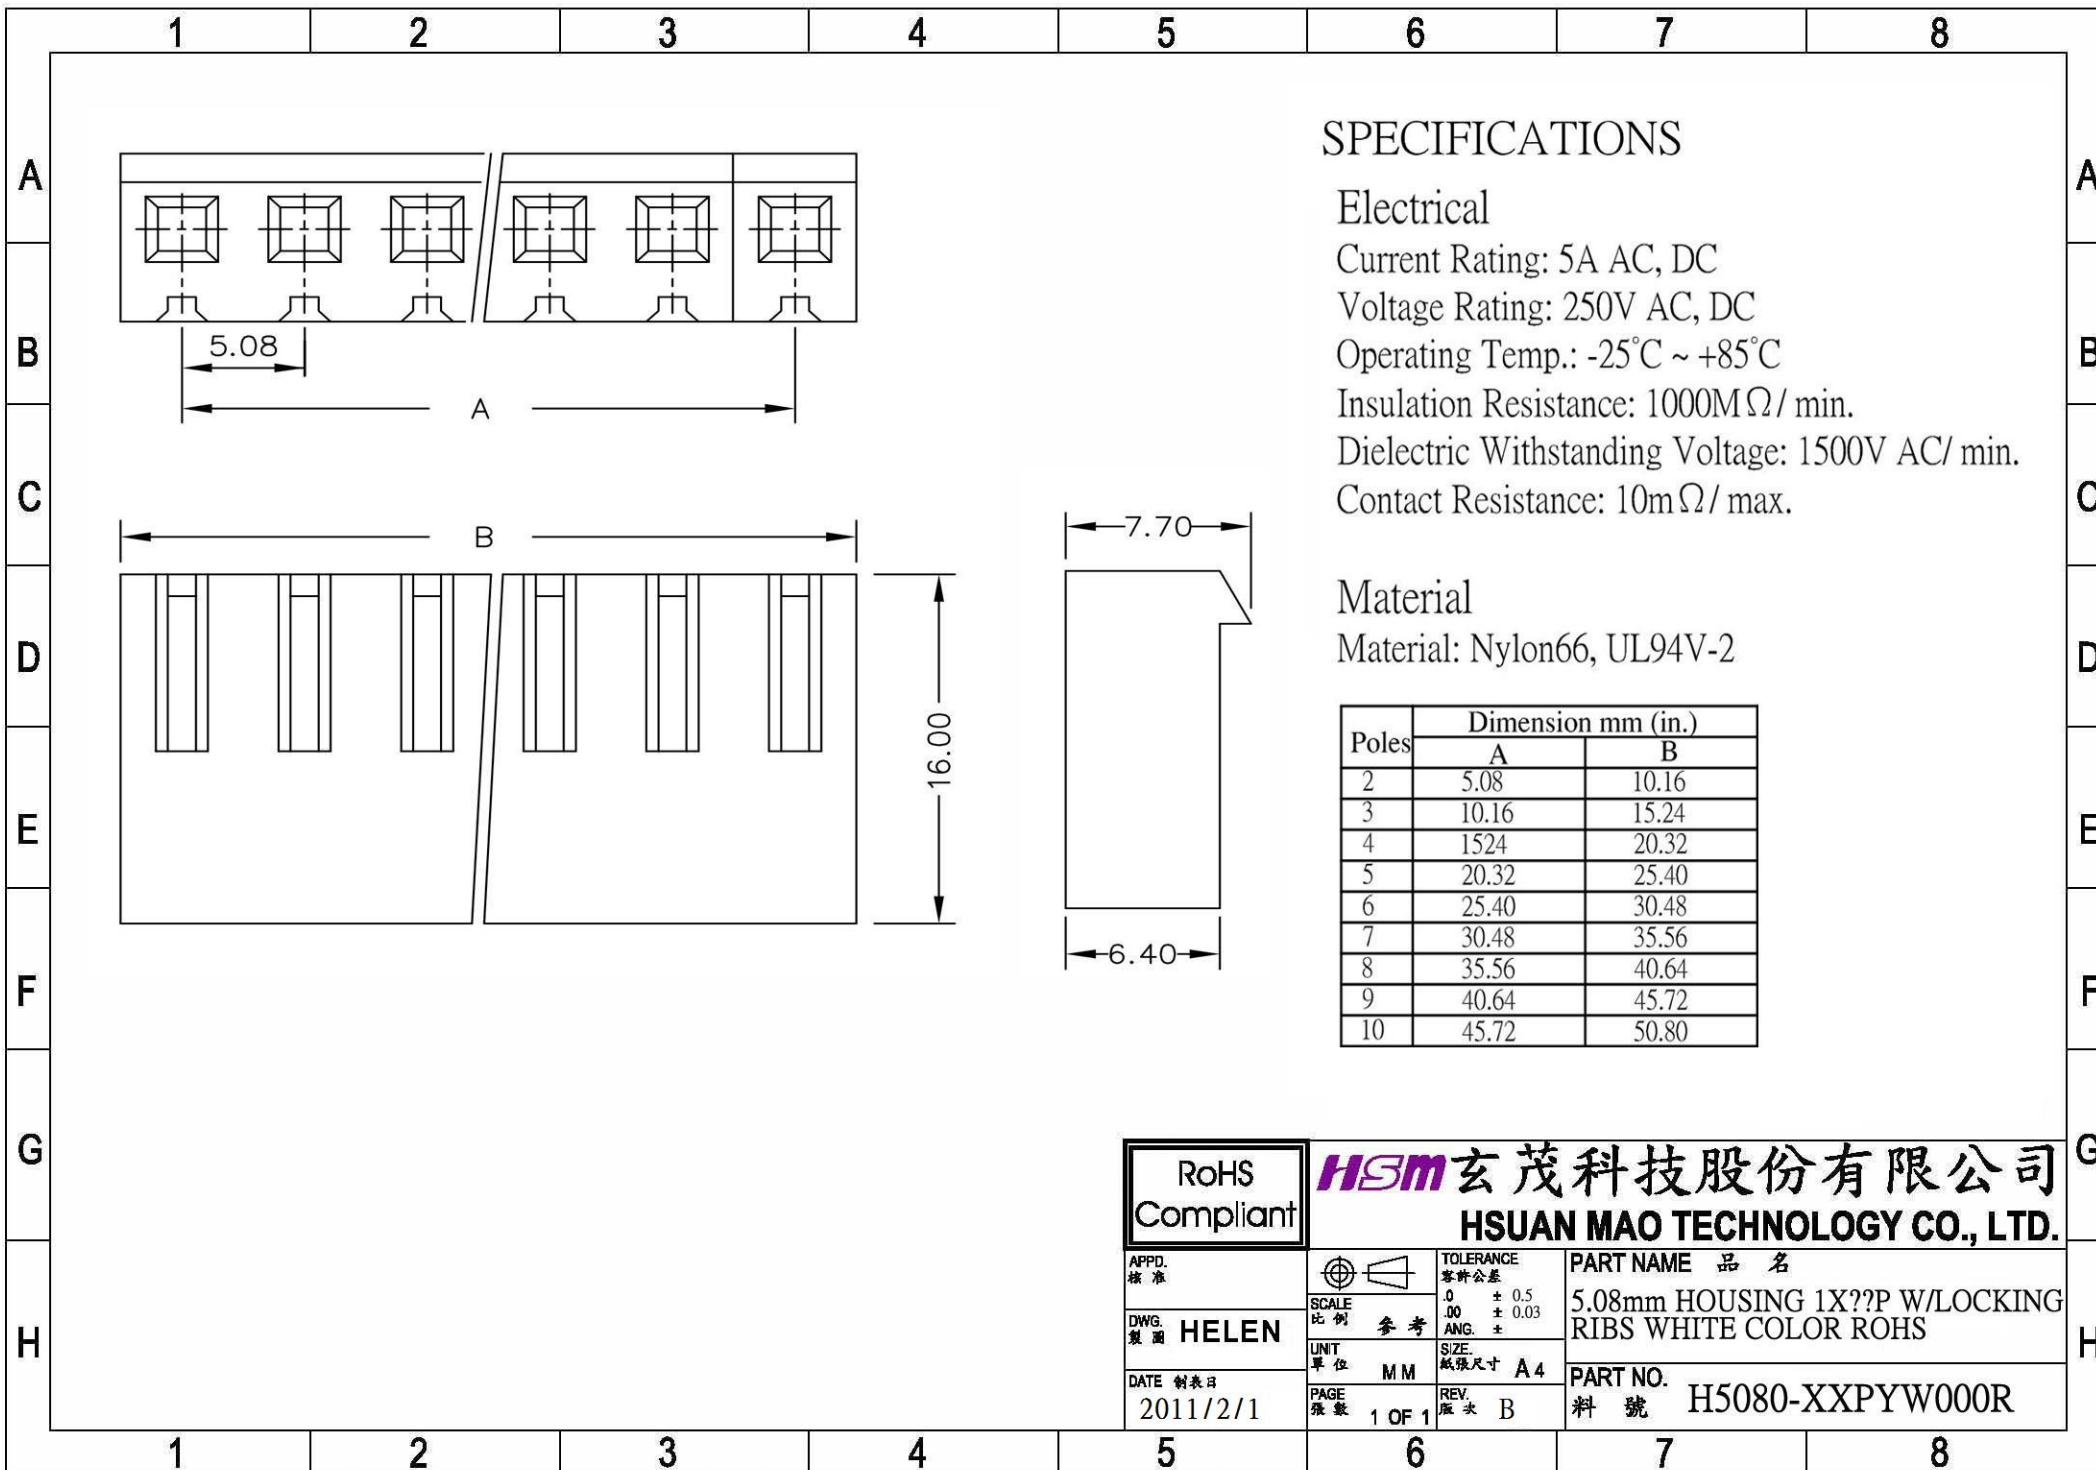 1 2 3 4 5 6 7 8
A A
B B
C C
D D
E E
F F
G G
H H
5.08
A
B
16.00
7.70
6.40
SPECIFICATIONS
Electrical
Current Rating: 5A AC, DC
Voltage Rating: 250V AC, DC
Operating Temp.: -25°C ~ +85°C
Insulation Resistance: 1000MΩ/ min.
Dielectric Withstanding Voltage: 1500V AC/ min.
Contact Resistance: 10mΩ/ max.
Material
Material: Nylon66, UL94V-2
Poles Dimension mm (in.)
A B
2 5.08 10.16
3 10.16 15.24
4 1524 20.32
5 20.32 25.40
6 25.40 30.48
7 30.48 35.56
8 35.56 40.64
9 40.64 45.72
10 45.72 50.80
RoHS
Compliant
HSM 玄茂科技股份有限公司
HSUAN MAO TECHNOLOGY CO., LTD.
APPD.
核准
DWG.
製圖 HELEN
DATE 制表日
2011/2/1
SCALE
比例 參考
UNIT
單位 MM
PAGE
張數 1 OF 1
TOLERANCE
容許公差
.0 ± 0.5
.00 ± 0.03
ANG. ±
SIZE.
紙張尺寸 A4
REV.
版次 B
PART NAME 品名
5.08mm HOUSING 1X??P W/LOCKING
RIBS WHITE COLOR ROHS
PART NO.
料號 H5080-XXPYW000R
1 2 3 4 5 6 7 8